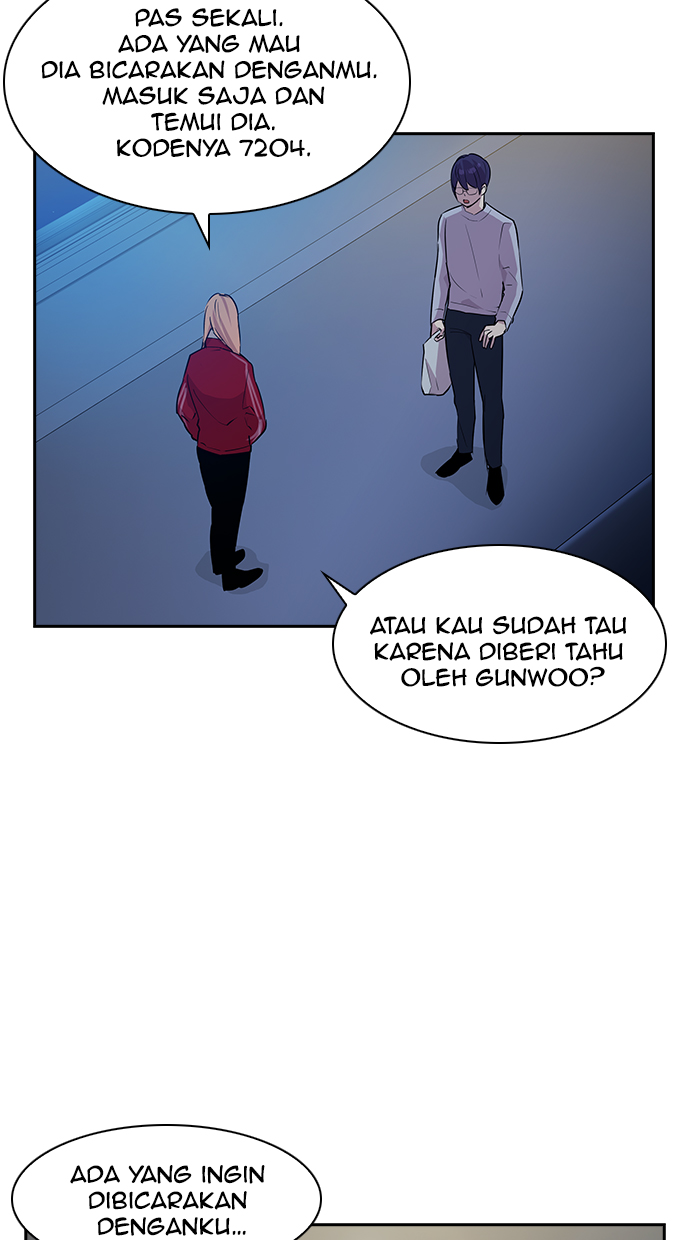 PAS SEKALI.
ADA YANG MAU
DIA BICARAKAN DENGANMU.
MASUK SAJA DAN
TEMUI DIA.
KODENYA 7204.
ATAU KAU SUDAH TAU
KARENA DIBERI TAHU
OLEH GUNWOO?
ADA YANG INGIN
DIBICARAKAN
DENGANKU...